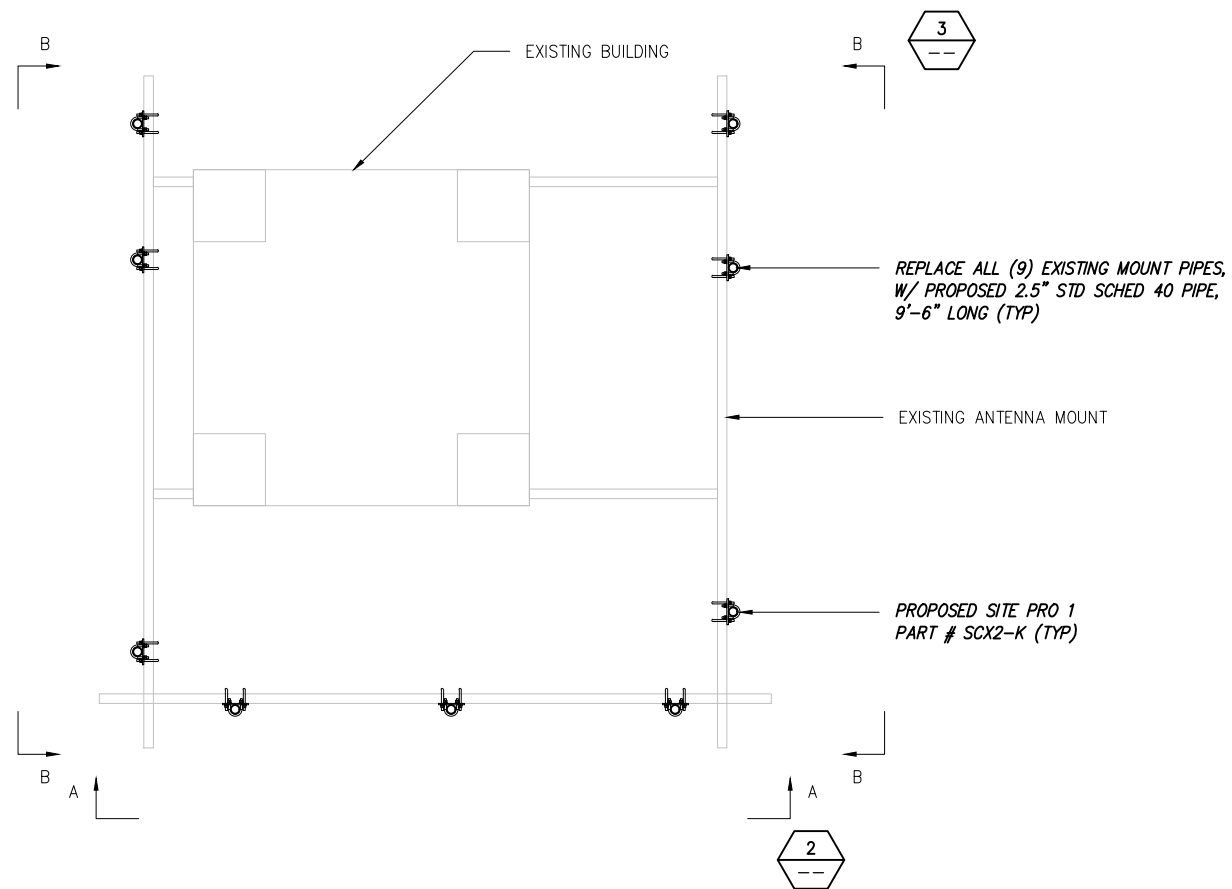 B
EXISTING BUILDING
B
3
--
REPLACE ALL (9) EXISTING MOUNT PIPES,
W/ PROPOSED 2.5" STD SCHED 40 PIPE,
9'-6" LONG (TYP)
EXISTING ANTENNA MOUNT
PROPOSED SITE PRO 1
PART # SCX2-K (TYP)
B
B
A
A
2
--